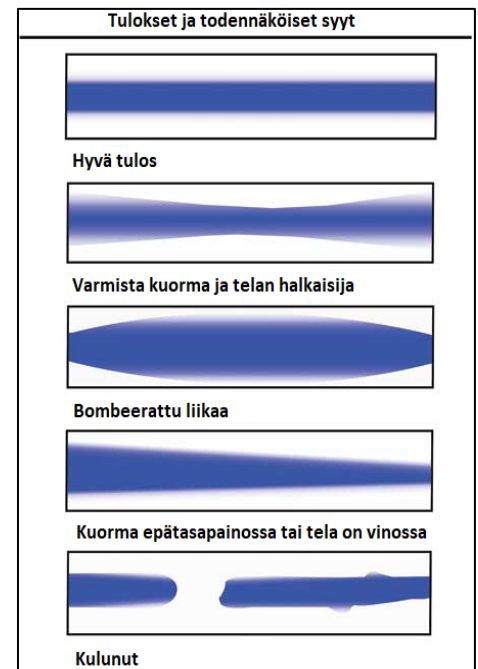 Tulokset ja todennäköiset syyt
Hyvä tulos
Varmista kuorma ja telan halkaisija
Bombeerattu liikaa
Kuorma epätasapainossa tai tela on vinossa
Kulunut